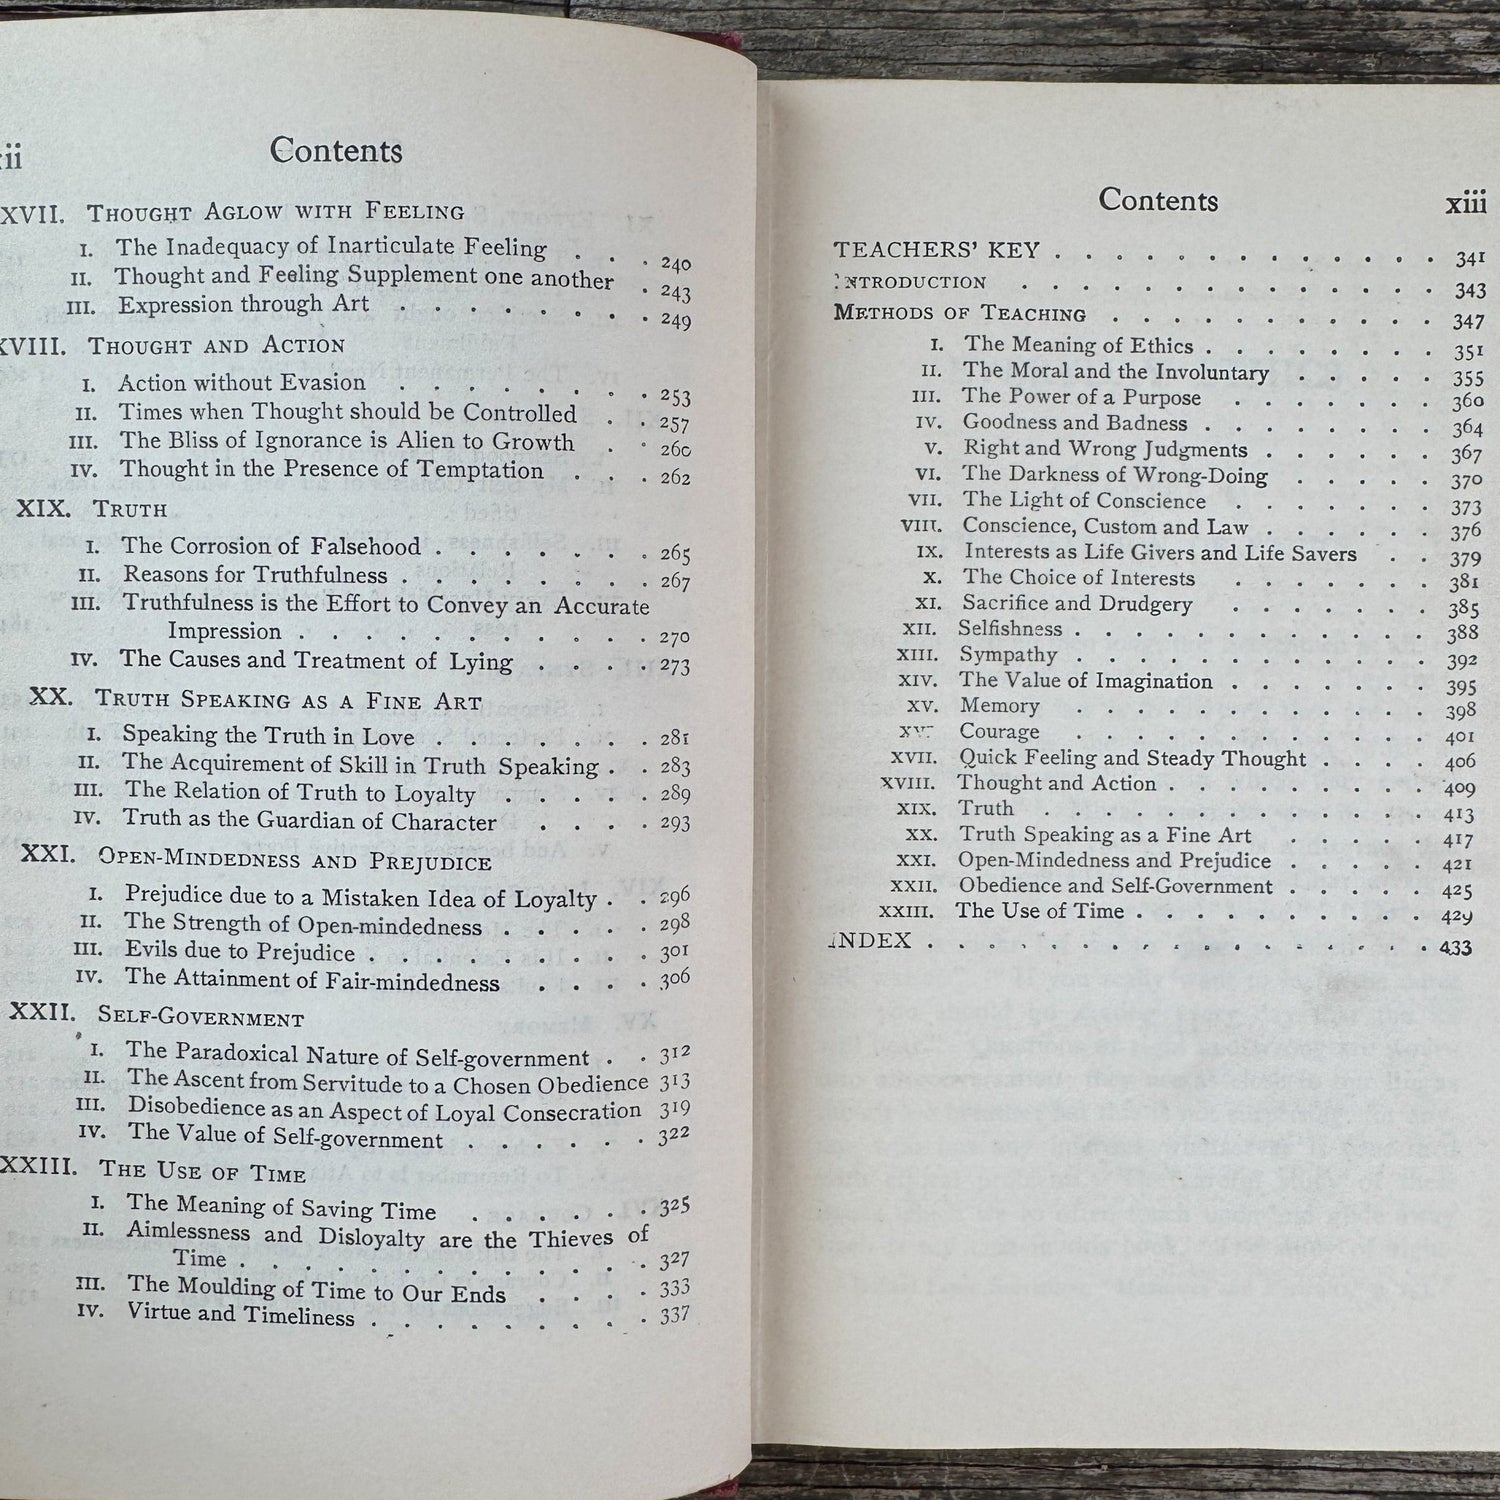 ii
Contents
XVII. THOUGHT AGLOW WITH FEELING
I. The Inadequacy of Inarticulate Feeling . . . 240
II. Thought and Feeling Supplement one another . 243
III. Expression through Art . . . . . . . . 249
XVIII. THOUGHT AND ACTION
I. Action without Evasion . . . . . . . . 253
II. Times when Thought should be Controlled . . 257
III. The Bliss of Ignorance is Alien to Growth . . 260
IV. Thought in the Presence of Temptation . . . 262
XIX. TRUTH
I. The Corrosion of Falsehood . . . . . . . 265
II. Reasons for Truthfulness . . . . . . . . 267
III. Truthfulness is the Effort to Convey an Accurate
Impression . . . . . . . . . . . 270
IV. The Causes and Treatment of Lying . . . . 273
XX. TRUTH SPEAKING AS A FINE ART
I. Speaking the Truth in Love . . . . . . . 281
II. The Acquirement of Skill in Truth Speaking . . 283
III. The Relation of Truth to Loyalty . . . . . 289
IV. Truth as the Guardian of Character . . . . 293
XXI. OPEN-MINDEDNESS AND PREJUDICE
I. Prejudice due to a Mistaken Idea of Loyalty . . 296
II. The Strength of Open-mindedness . . . . . 298
III. Evils due to Prejudice . . . . . . . . . 301
IV. The Attainment of Fair-mindedness . . . . 306
XXII. SELF-GOVERNMENT
I. The Paradoxical Nature of Self-government . . 312
II. The Ascent from Servitude to a Chosen Obedience 313
III. Disobedience as an Aspect of Loyal Consecration 319
IV. The Value of Self-government . . . . . . 322
XXIII. THE USE OF TIME
I. The Meaning of Saving Time . . . . . . 325
II. Aimlessness and Disloyalty are the Thieves of
Time . . . . . . . . . . . . . 327
III. The Moulding of Time to Our Ends . . . . 333
IV. Virtue and Timeliness . . . . . . . . . 337
Contents
xiii
TEACHERS' KEY . . . . . . . . . . . . . 341
INTRODUCTION . . . . . . . . . . . . . 343
METHODS OF TEACHING . . . . . . . . . . . 347
I. The Meaning of Ethics . . . . . . . . 351
II. The Moral and the Involuntary . . . . . 355
III. The Power of a Purpose . . . . . . . 360
IV. Goodness and Badness . . . . . . . . 364
V. Right and Wrong Judgments . . . . . . 367
VI. The Darkness of Wrong-Doing . . . . . 370
VII. The Light of Conscience . . . . . . . 373
VIII. Conscience, Custom and Law . . . . . . 376
IX. Interests as Life Givers and Life Savers . . 379
X. The Choice of Interests . . . . . . . 381
XI. Sacrifice and Drudgery . . . . . . . 385
XII. Selfishness . . . . . . . . . . . . 388
XIII. Sympathy . . . . . . . . . . . . 392
XIV. The Value of Imagination . . . . . . . 395
XV. Memory . . . . . . . . . . . . 398
XVI Courage . . . . . . . . . . . . 401
XVII. Quick Feeling and Steady Thought . . . . 406
XVIII. Thought and Action . . . . . . . . . 409
XIX. Truth . . . . . . . . . . . . . 413
XX. Truth Speaking as a Fine Art . . . . . 417
XXI. Open-Mindedness and Prejudice . . . . . 421
XXII. Obedience and Self-Government . . . . . 425
XXIII. The Use of Time . . . . . . . . . . 429
INDEX . . . . . . . . . . . . . . . . 433